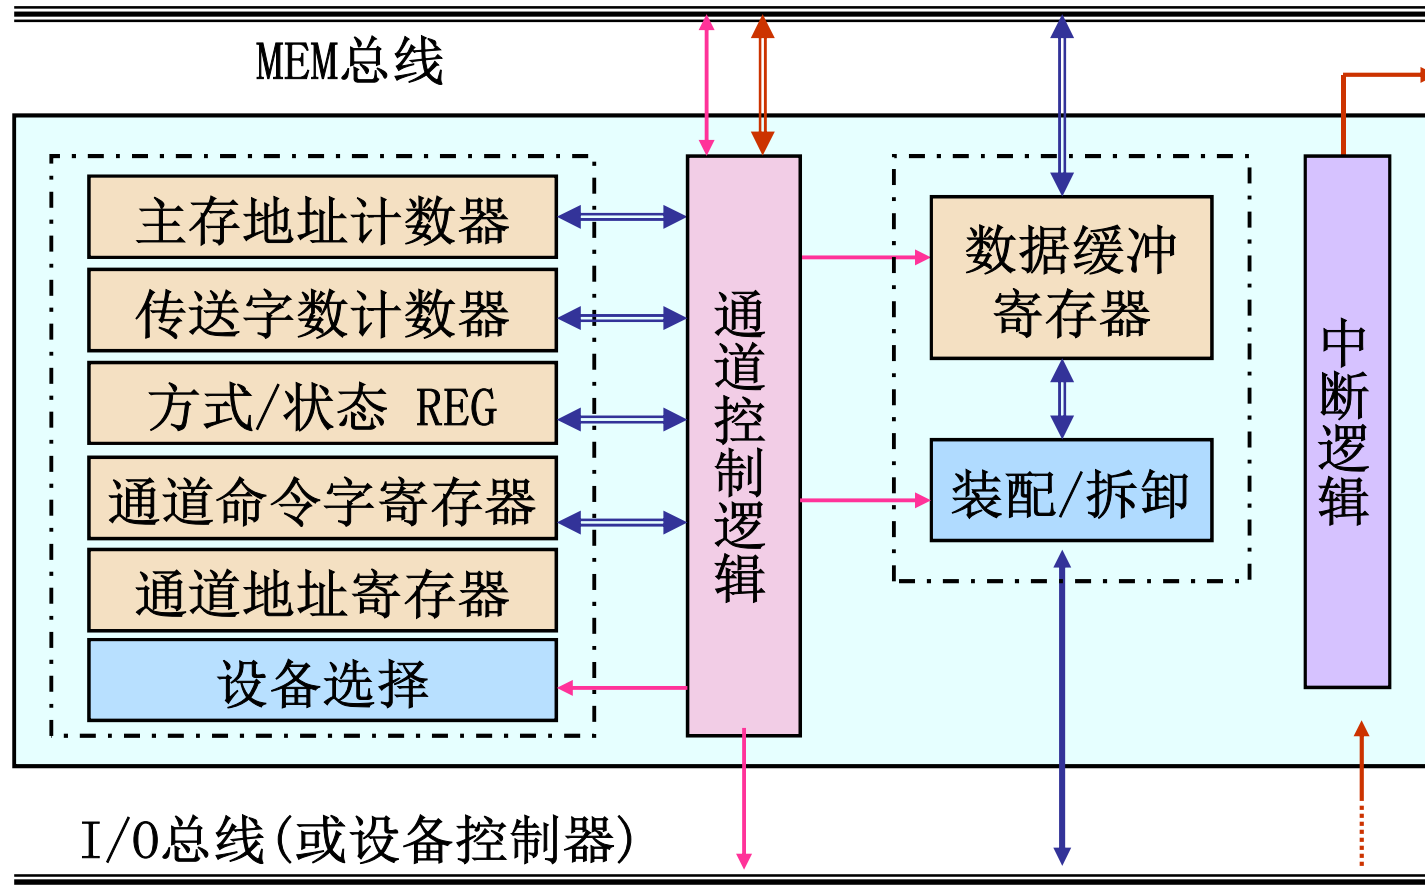 MEM总线
主存地址计数器
传送字数计数器
方式/状态 REG
通道命令字寄存器
通道地址寄存器
设备选择
通
道
控
制
逻
辑
数据缓冲
寄存器
装配/拆卸
中
断
逻
辑
I/O总线(或设备控制器)